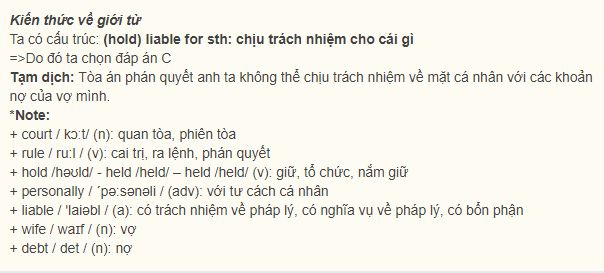 Kiến thức về giới từ
Ta có cấu trúc: (hold) liable for sth: chịu trách nhiệm cho cái gì
=>Do đó ta chọn đáp án C
Tạm dịch: Tòa án phán quyết anh ta không thể chịu trách nhiệm về mặt cá nhân với các khoản
nợ của vợ mình.
*Note:
+ court / kɔːt/ (n): quan tòa, phiên tòa
+ rule / ruːl / (v): cai trị, ra lệnh, phán quyết
+ hold /həʊld/ - held /held/ – held /held/ (v): giữ, tổ chức, nắm giữ
+ personally / ´pəːsənəli / (adv): với tư cách cá nhân
+ liable / 'laiəbl / (a): có trách nhiệm về pháp lý, có nghĩa vụ về pháp lý, có bổn phận
+ wife / waɪf / (n): vợ
+ debt / det / (n): nợ